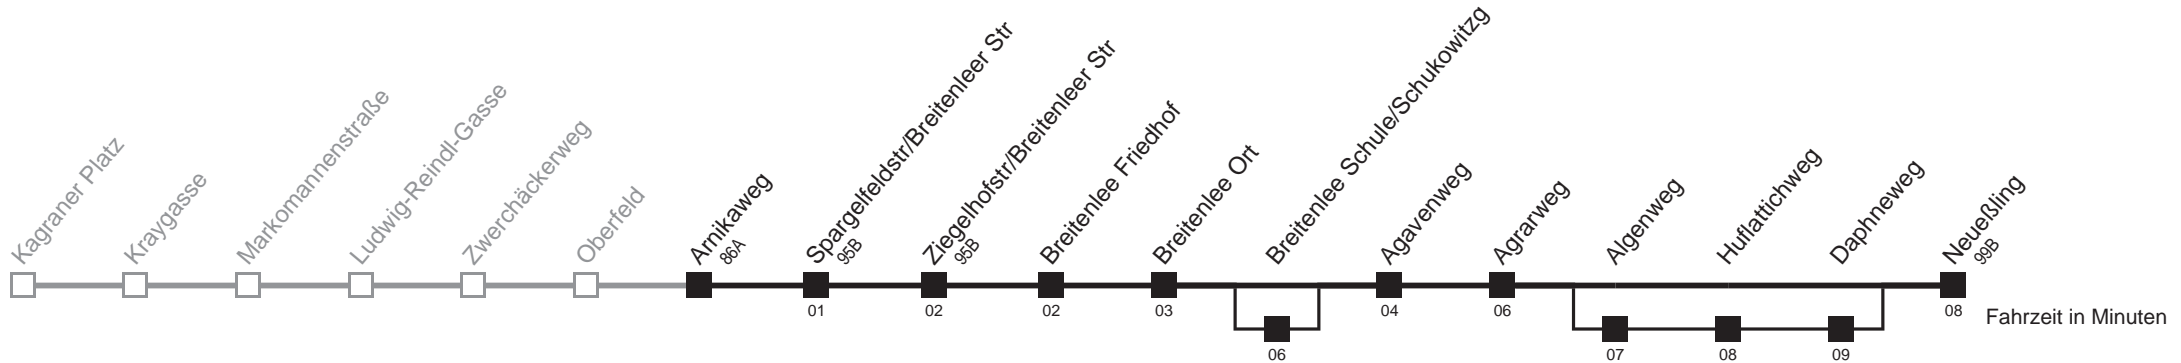 Kagraner Platz
Kraygasse
Markomannenstraße
Ludwig-Reindl-Gasse
Zwerchäckerweg
Oberfeld
Arnikaweg
86A
Spargelfeldstr/Breitenleer Str
95B
Ziegelhofstr/Breitenleer Str
95B
Breitenlee Friedhof
Breitenlee Ort
Breitenlee Schule/Schukowitzg
Agavenweg
Agrarweg
Algenweg
Huflattichweg
Daphneweg
Neueßling
99B
01
02
02
03
04
06
08
Fahrzeit in Minuten
06
07
08
09